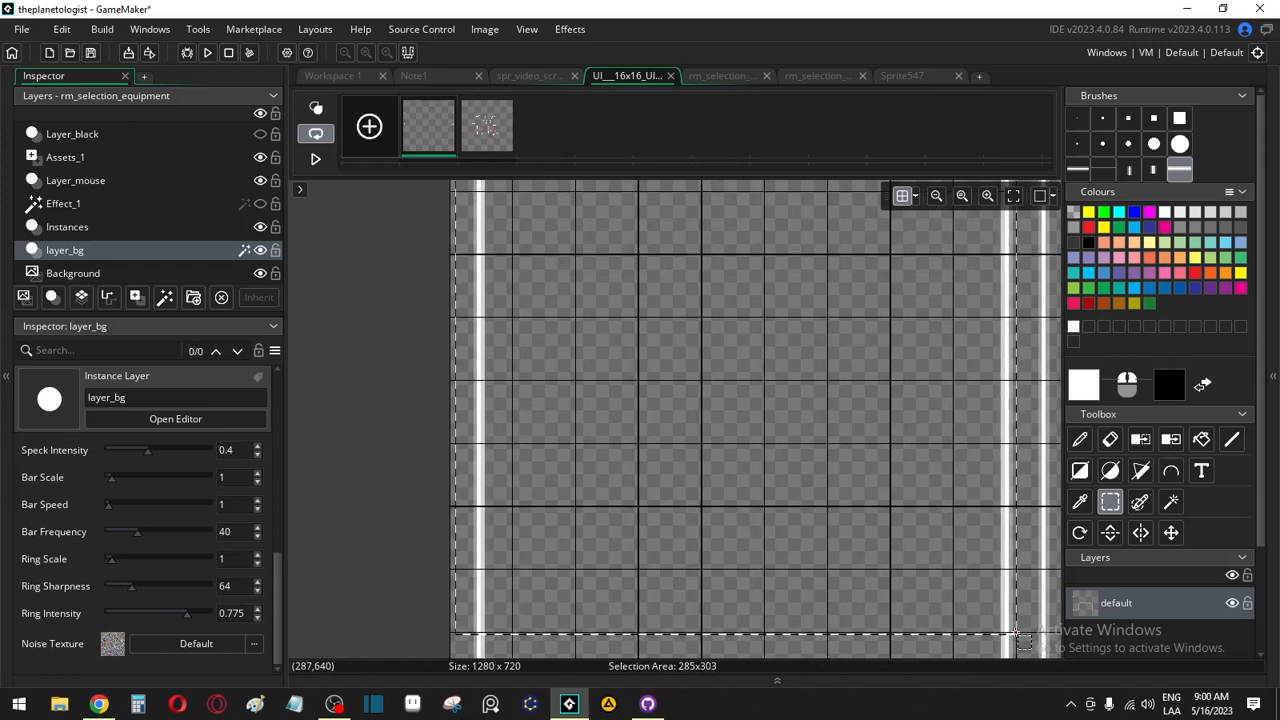 theplanetologist - GameMaker*
File Edit Build Windows Tools Marketplace Layouts Help Source Control Image View Effects
IDE v2023.4.0.84 Runtime v2023.4.0.113
Windows | VM | Default | Default
Inspector
Workspace 1 Note1 spr_video_scr... UI___16x16_UI... rm_selection_... rm_selection_... Sprite547
Layers - rm_selection_equipment
Layer_black
Assets_1
Layer_mouse
Effect_1
Instances
layer_bg
Background
Inherit
Inspector: layer_bg
Search... 0/0
Instance Layer
layer_bg
Open Editor
Speck Intensity 0.4
Bar Scale 1
Bar Speed 1
Bar Frequency 40
Ring Scale 1
Ring Sharpness 64
Ring Intensity 0.775
Noise Texture Default ...
Brushes
Colours
Toolbox
T
Layers
default
Activate Windows
Go to Settings to activate Windows.
(287,640) Size: 1280 x 720 Selection Area: 285x303
ENG
LAA
9:00 AM
5/16/2023